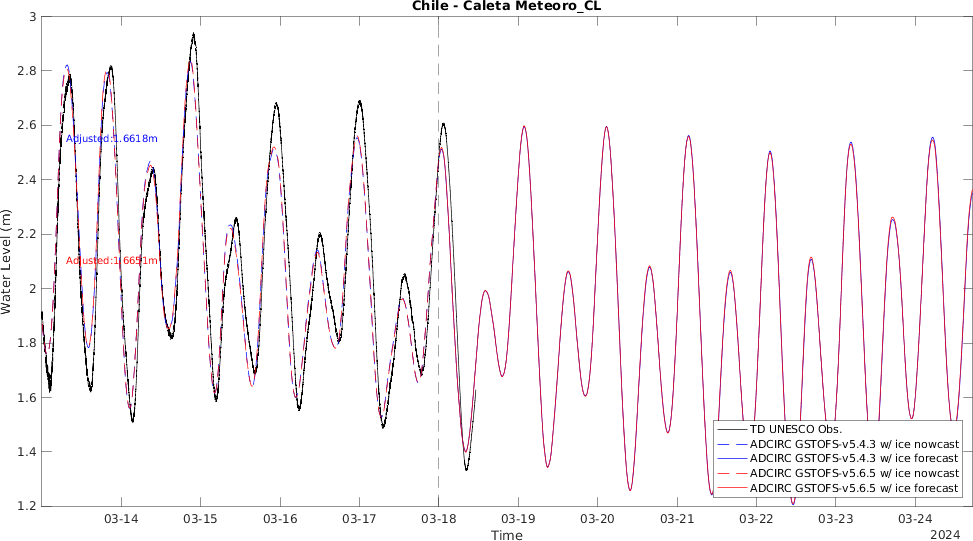 Chile - Caleta Meteoro_CL
3
2.8
2.6
2.4
2.2
2
1.8
1.6
1.4
1.2
Water Level (m)
Adjusted:1.6618m
Adjusted:1.6651m
TD UNESCO Obs.
ADCIRC GSTOFS-v5.4.3 w/ ice nowcast
ADCIRC GSTOFS-v5.4.3 w/ ice forecast
ADCIRC GSTOFS-v5.6.5 w/ ice nowcast
ADCIRC GSTOFS-v5.6.5 w/ ice forecast
03-14 03-15 03-16 03-17 03-18 03-19 03-20 03-21 03-22 03-23 03-24
Time
2024